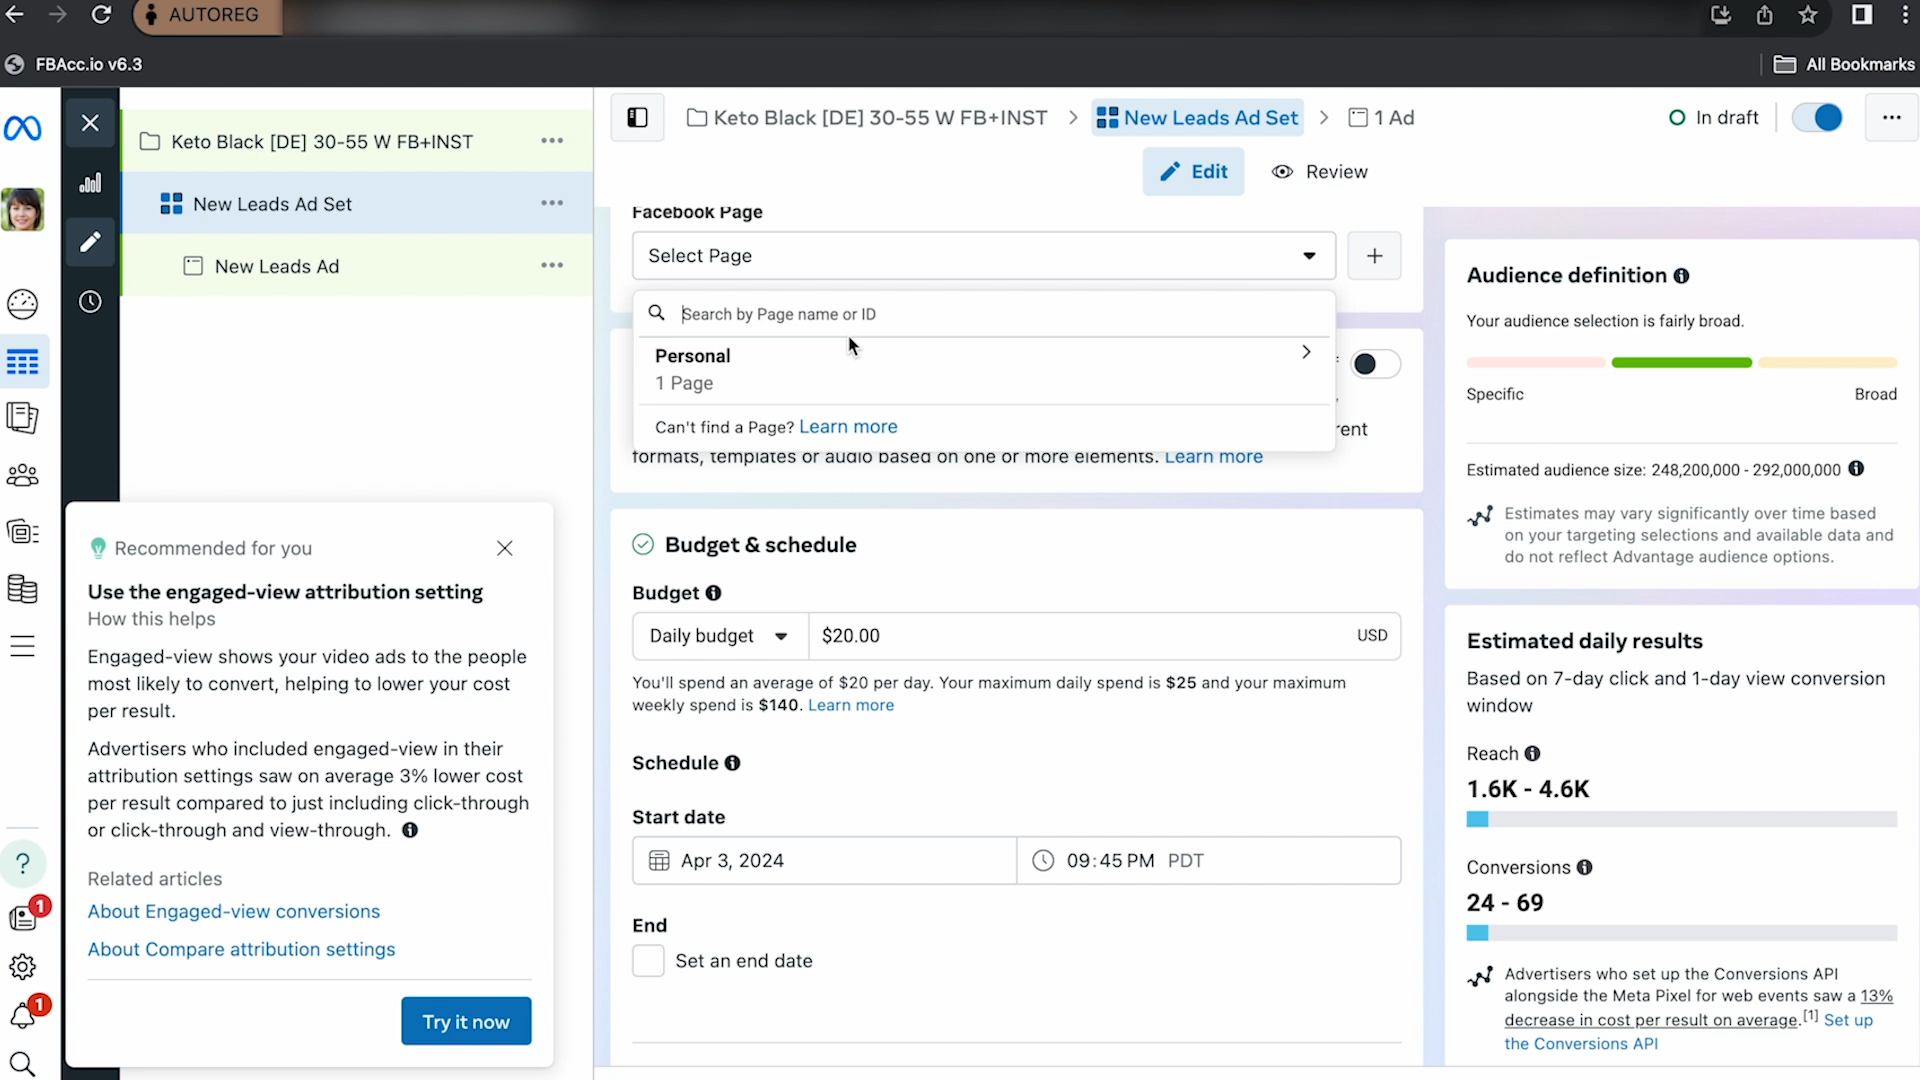 AUTOREG
FBAcc.io v6.3
All Bookmarks
Keto Black [DE] 30-55 W FB+INST
New Leads Ad Set
New Leads Ad
Keto Black [DE] 30-55 W FB+INST
New Leads Ad Set
1 Ad
In draft
Edit
Review
Facebook Page
Select Page
Search by Page name or ID
Personal
1 Page
Can't find a Page? Learn more
rent
formats, templates or audio based on one or more elements. Learn more
Budget & schedule
Budget
Daily budget
$20.00
USD
You'll spend an average of $20 per day. Your maximum daily spend is $25 and your maximum
weekly spend is $140. Learn more
Schedule
Start date
Apr 3, 2024
09:45 PM PDT
End
Set an end date
Audience definition
Your audience selection is fairly broad.
Specific
Broad
Estimated audience size: 248,200,000 - 292,000,000
Estimates may vary significantly over time based
on your targeting selections and available data and
do not reflect Advantage audience options.
Estimated daily results
Based on 7-day click and 1-day view conversion
window
Reach
1.6K - 4.6K
Conversions
24 - 69
Advertisers who set up the Conversions API
alongside the Meta Pixel for web events saw a 13%
decrease in cost per result on average.[1] Set up
the Conversions API
Recommended for you
Use the engaged-view attribution setting
How this helps
Engaged-view shows your video ads to the people
most likely to convert, helping to lower your cost
per result.
Advertisers who included engaged-view in their
attribution settings saw on average 3% lower cost
per result compared to just including click-through
or click-through and view-through.
Related articles
About Engaged-view conversions
About Compare attribution settings
Try it now
?
1
1